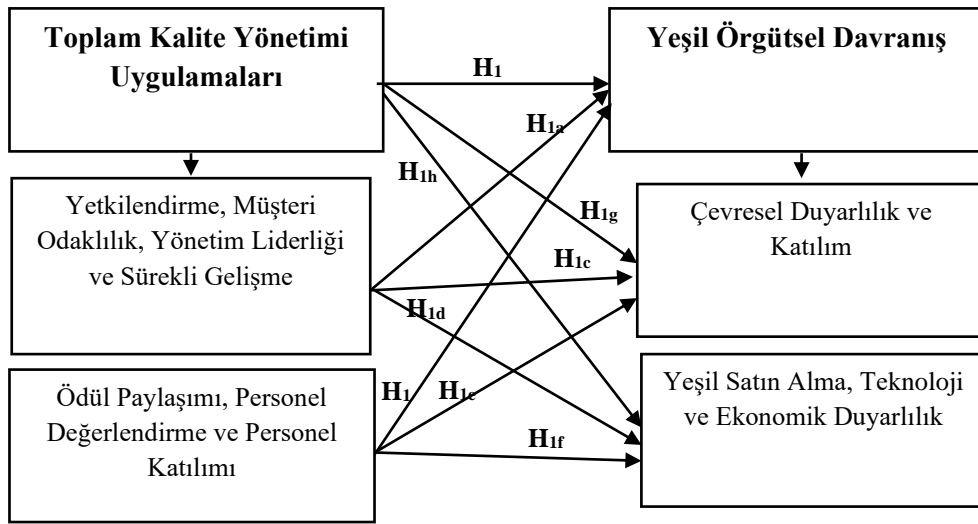 Toplam Kalite Yönetimi
Uygulamaları
Yeşil Örgütsel Davranış
H1
H1a
H1h
H1g
Yetkilendirme, Müşteri
Odaklılık, Yönetim Liderliği
ve Sürekli Gelişme
Çevresel Duyarlılık ve
Katılım
H1c
H1d
Ödül Paylaşımı, Personel
Değerlendirme ve Personel
Katılımı
H1
H1e
H1f
Yeşil Satın Alma, Teknoloji
ve Ekonomik Duyarlılık